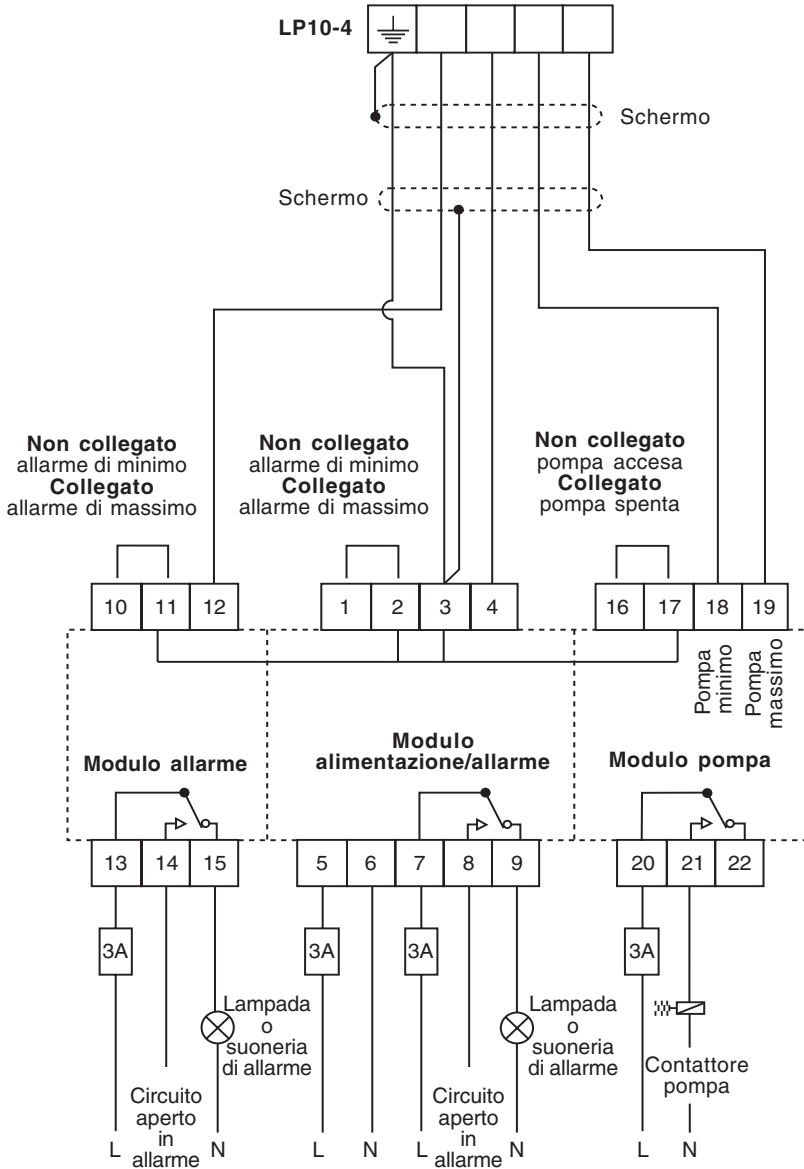 LP10-4
Schermo
Schermo
Non collegato
allarme di minimo
Collegato
allarme di massimo
Non collegato
allarme di minimo
Collegato
allarme di massimo
Non collegato
pompa accesa
Collegato
pompa spenta
10 11 12
1 2 3 4
16 17 18 19
Pompa
minimo
Pompa
massimo
Modulo allarme
Modulo
alimentazione/allarme
Modulo pompa
13 14 15
5 6 7 8 9
20 21 22
3A
3A
3A
3A
Lampada
o
suoneria
di allarme
Lampada
o
suoneria
di allarme
Contattore
pompa
Circuito
aperto
in
allarme
Circuito
aperto
in
allarme
L N
L N L N
L N